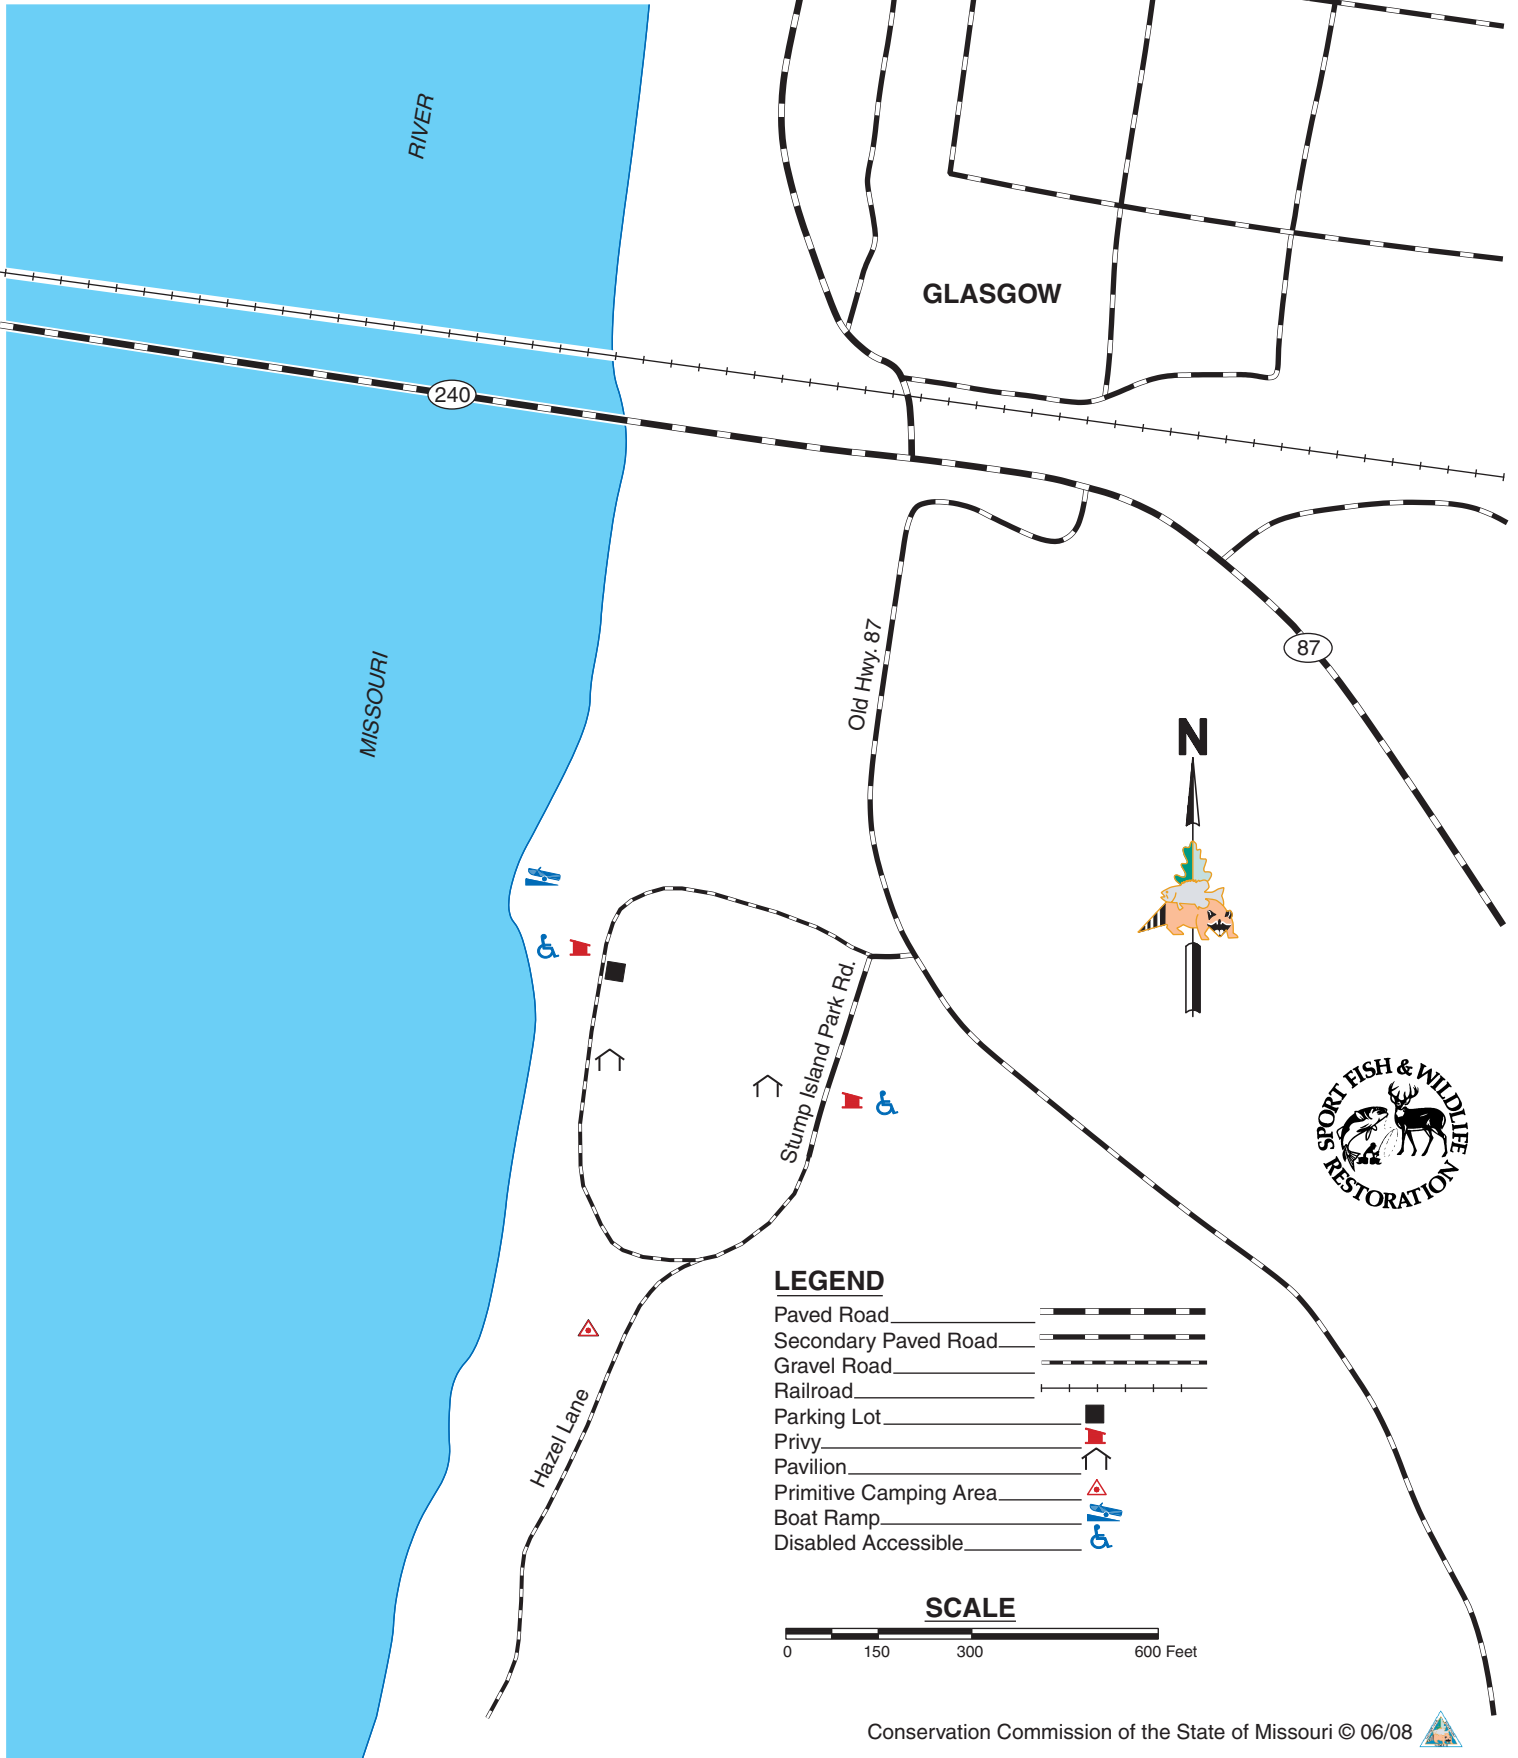 RIVER
GLASGOW
240
MISSOURI
Old Hwy. 87
87
N
Stump Island Park Rd.
SPORT FISH & WILDLIFE
RESTORATION
Hazel Lane
LEGEND
Paved Road
Secondary Paved Road
Gravel Road
Railroad
Parking Lot
Privy
Pavilion
Primitive Camping Area
Boat Ramp
Disabled Accessible
SCALE
0 150 300 600 Feet
Conservation Commission of the State of Missouri © 06/08